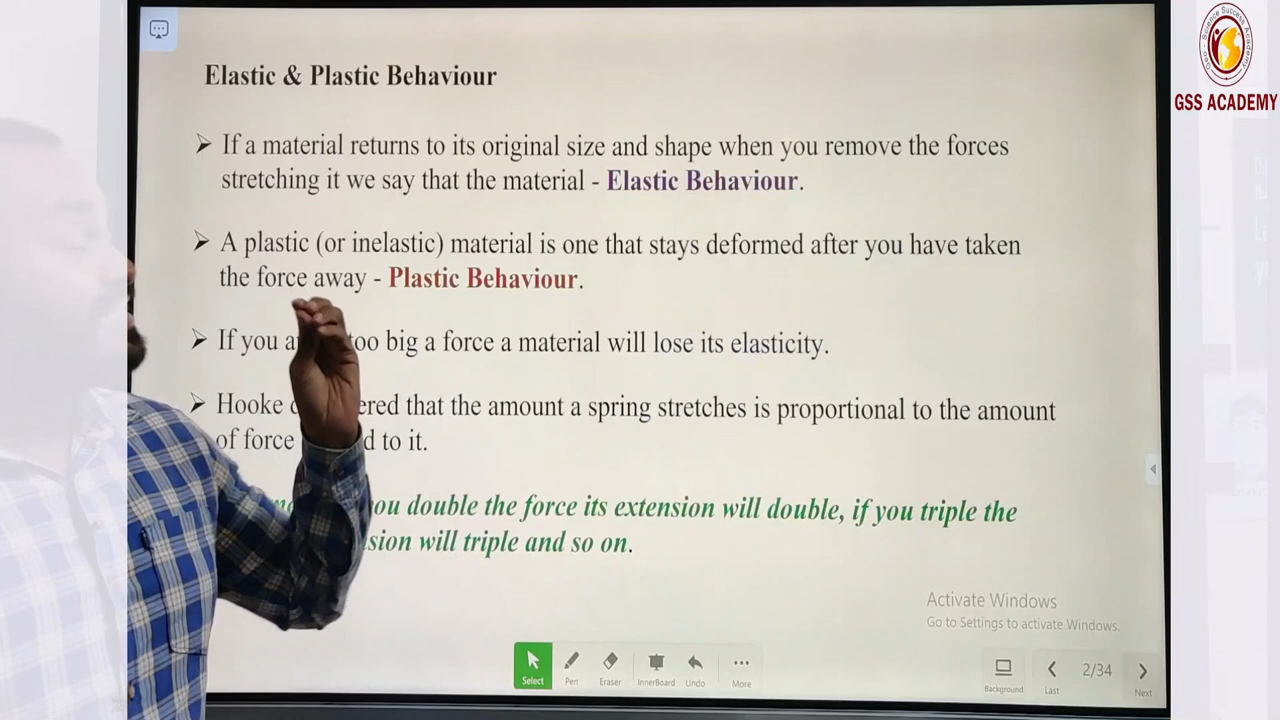 Elastic & Plastic Behaviour
➢ If a material returns to its original size and shape when you remove the forces
stretching it we say that the material - Elastic Behaviour.
➢ A plastic (or inelastic) material is one that stays deformed after you have taken
the force away - Plastic Behaviour.
➢ If you too big a force a material will lose its elasticity.
➢ Hooke that the amount a spring stretches is proportional to the amount
of force to it.
you double the force its extension will double, if you triple the
will triple and so on.
Activate Windows
Go to Settings to activate Windows.
Select Pen Eraser InnerBoard Undo More
Background Last 2/34 Next
Geo - Science Success Academy
GSS ACADEMY